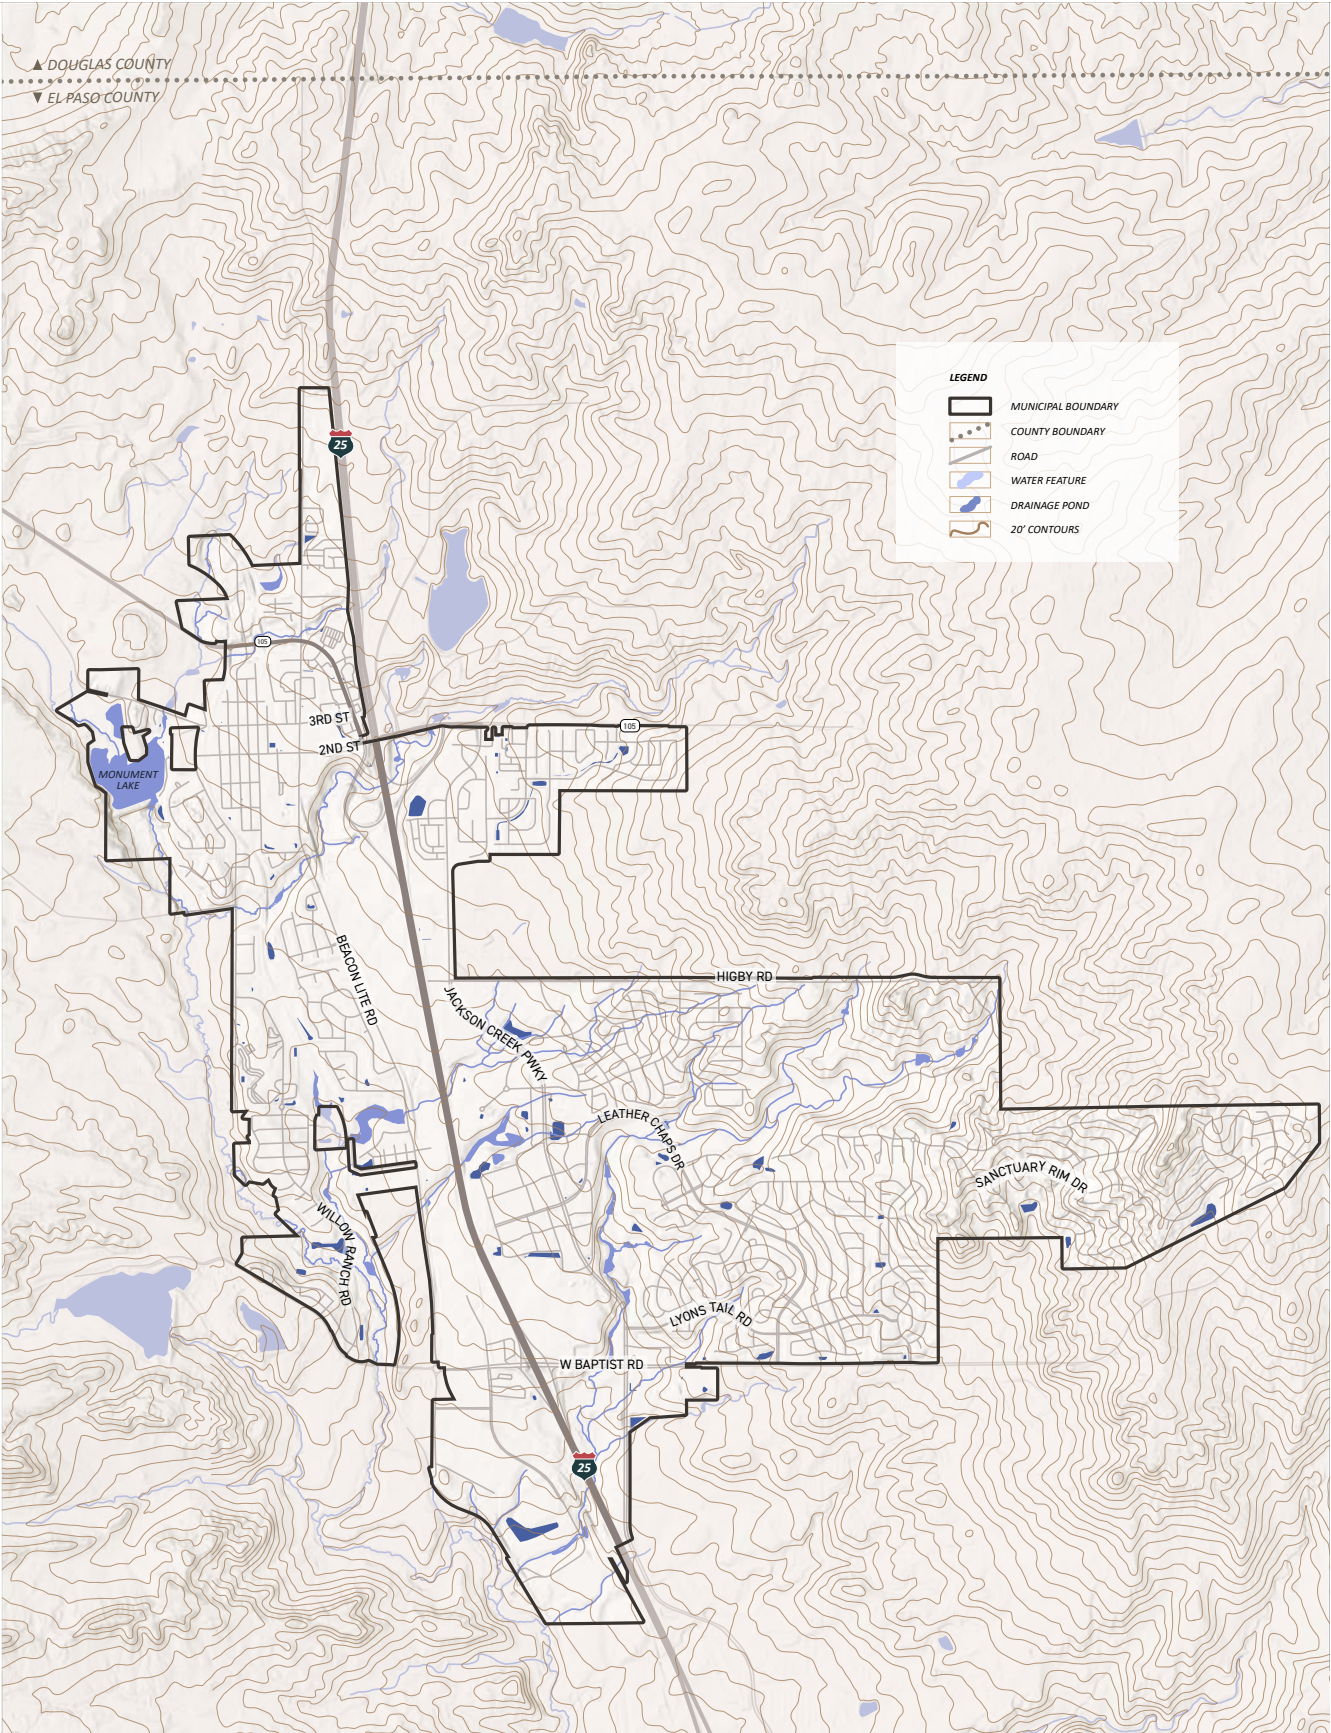 ▲ DOUGLAS COUNTY
▼ EL PASO COUNTY
LEGEND
MUNICIPAL BOUNDARY
COUNTY BOUNDARY
ROAD
WATER FEATURE
DRAINAGE POND
20' CONTOURS
25
105
3RD ST
105
2ND ST
MONUMENT
LAKE
BEACON LITE RD
HIGBY RD
JACKSON CREEK PWKY
LEATHER CHAPS DR
SANCTUARY RIM DR
WILLOW RANCH RD
LYONS TAIL RD
W BAPTIST RD
25